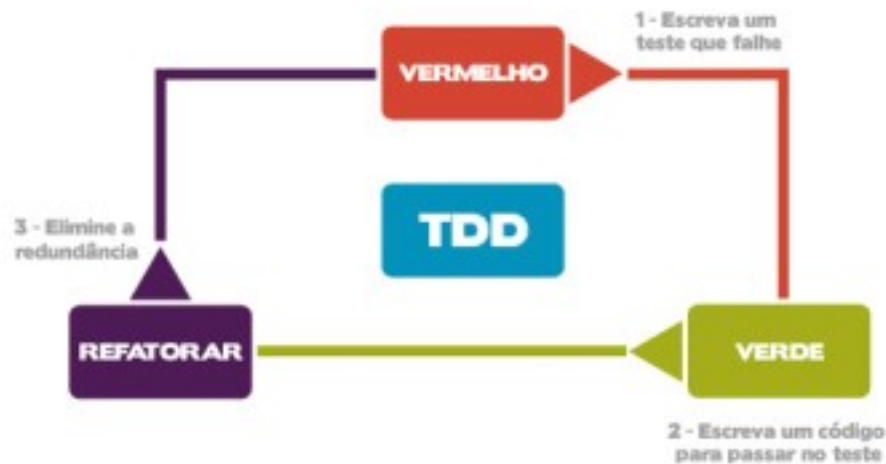 1 - Escreva um
teste que falhe
VERMELHO
TDD
3 - Elimine a
redundância
REFATORAR
VERDE
2 - Escreva um código
para passar no teste